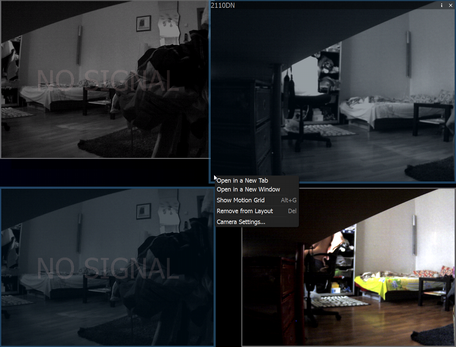 2110DN
NO SIGNAL
Open in a New Tab
Open in a New Window
Show Motion Grid Alt+G
Remove from Layout Del
Camera Settings...
NO SIGNAL